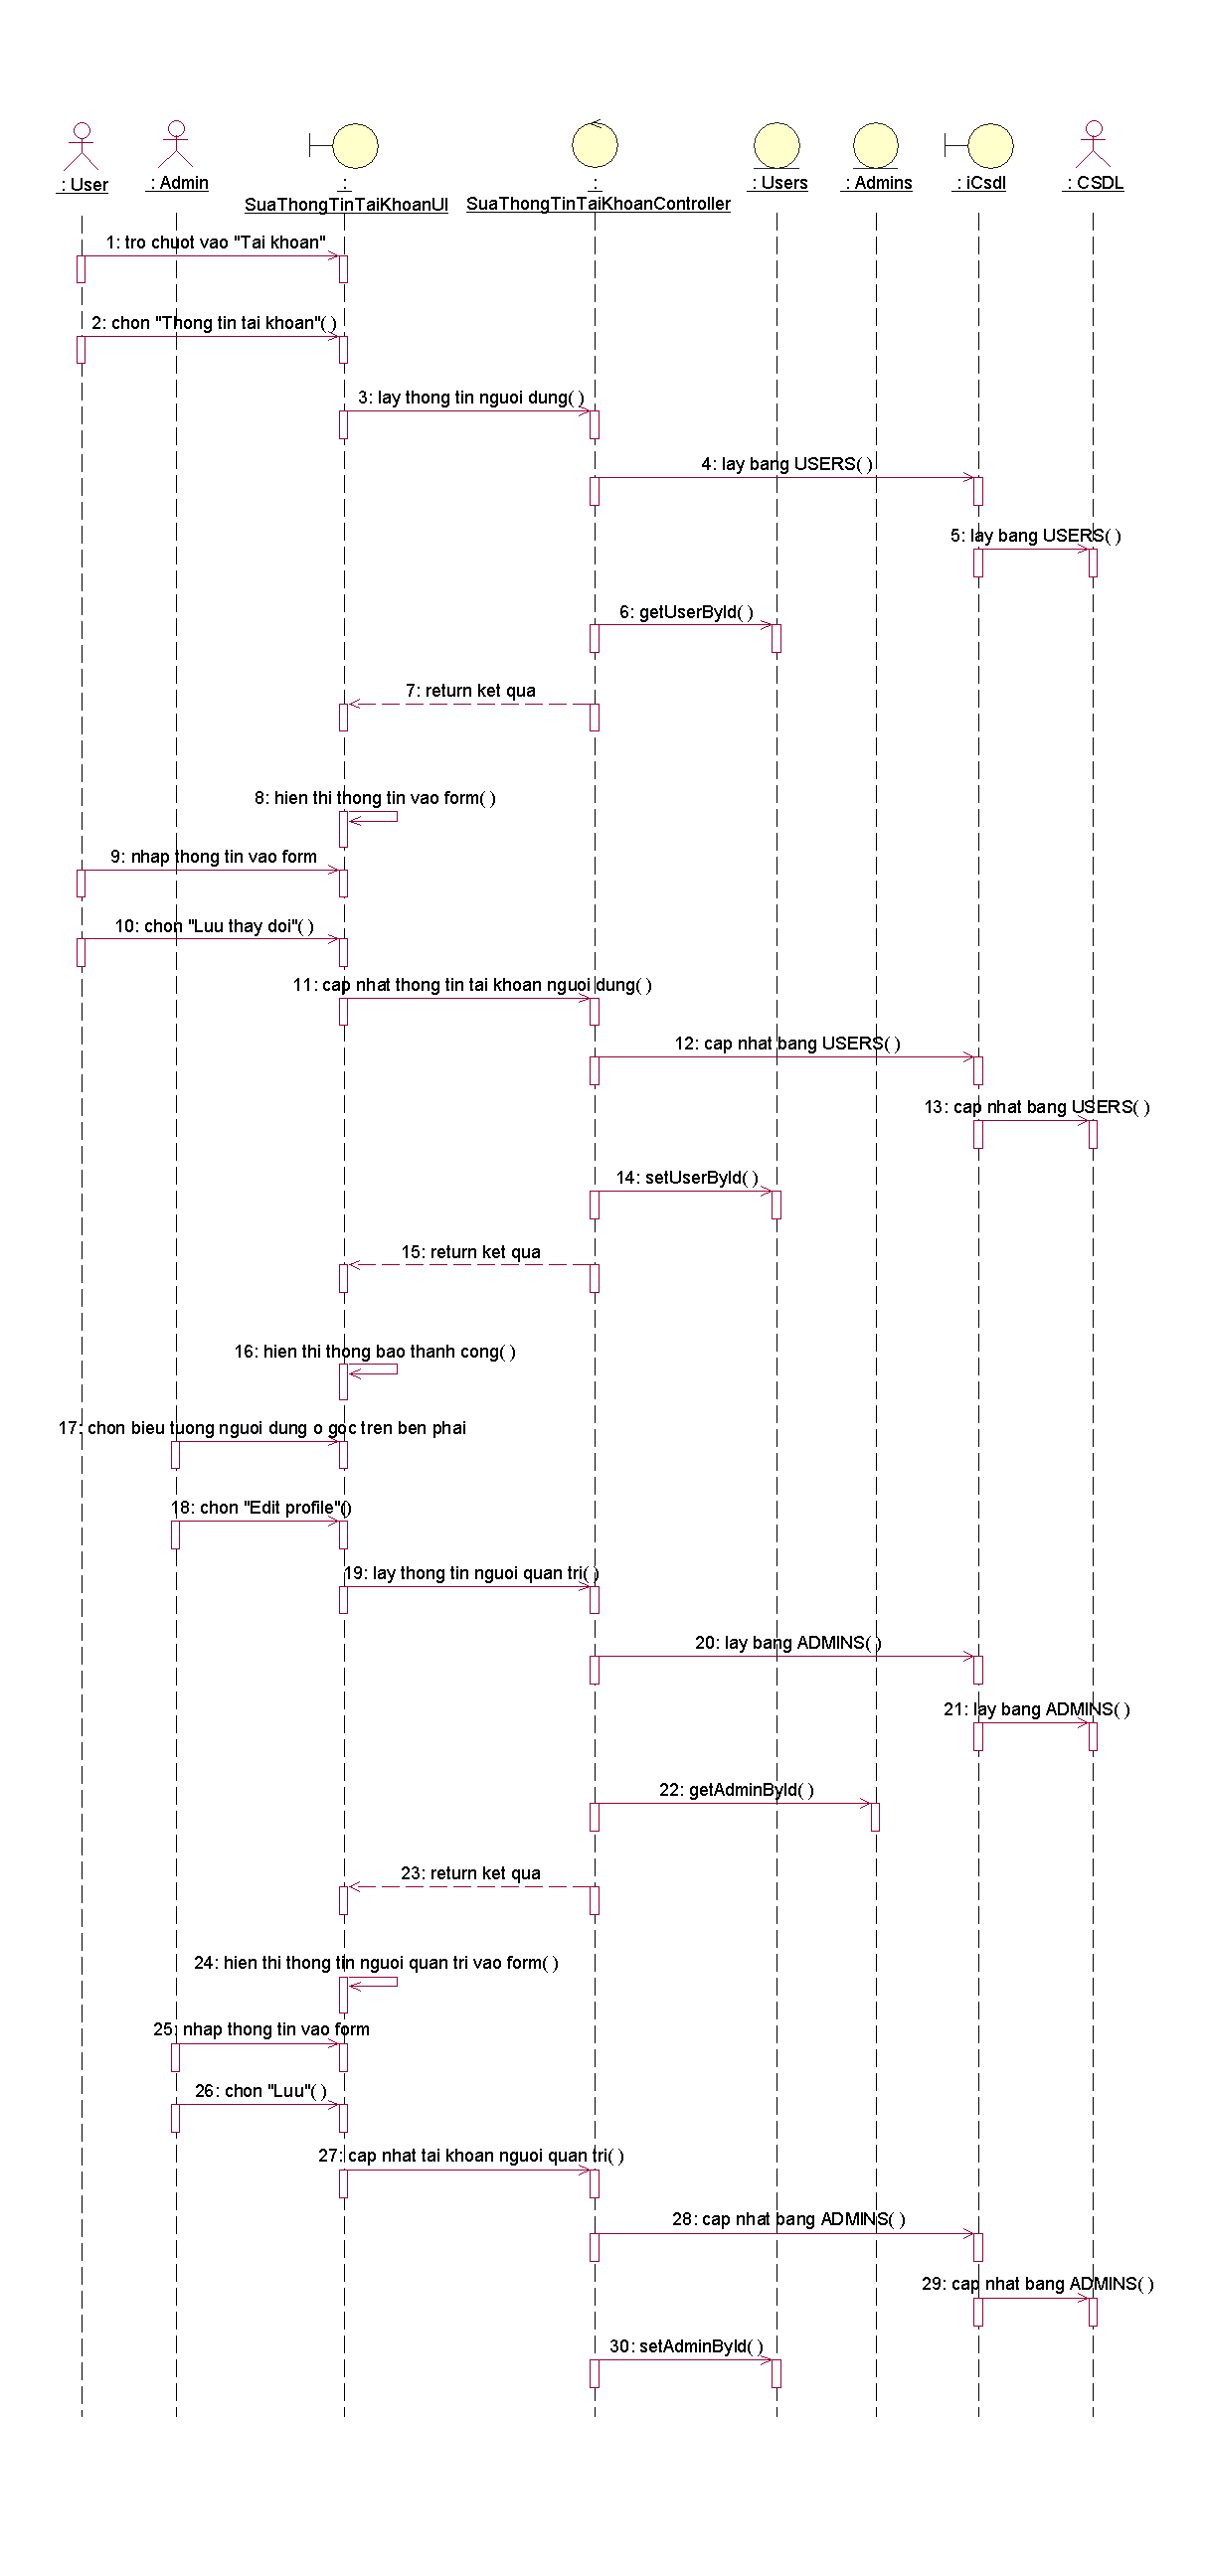 : User
: Admin
:
SuaThongTinTaiKhoanUI
:
SuaThongTinTaiKhoanController
: Users
: Admins
: iCsdl
: CSDL
1: tro chuot vao "Tai khoan"
2: chon "Thong tin tai khoan"( )
3: lay thong tin nguoi dung( )
4: lay bang USERS( )
5: lay bang USERS( )
6: getUserById( )
7: return ket qua
8: hien thi thong tin vao form( )
9: nhap thong tin vao form
10: chon "Luu thay doi"( )
11: cap nhat thong tin tai khoan nguoi dung( )
12: cap nhat bang USERS( )
13: cap nhat bang USERS( )
14: setUserById( )
15: return ket qua
16: hien thi thong bao thanh cong( )
17: chon bieu tuong nguoi dung o goc tren ben phai
18: chon "Edit profile"( )
19: lay thong tin nguoi quan tri( )
20: lay bang ADMINS( )
21: lay bang ADMINS( )
22: getAdminById( )
23: return ket qua
24: hien thi thong tin nguoi quan tri vao form( )
25: nhap thong tin vao form
26: chon "Luu"( )
27: cap nhat tai khoan nguoi quan tri( )
28: cap nhat bang ADMINS( )
29: cap nhat bang ADMINS( )
30: setAdminById( )